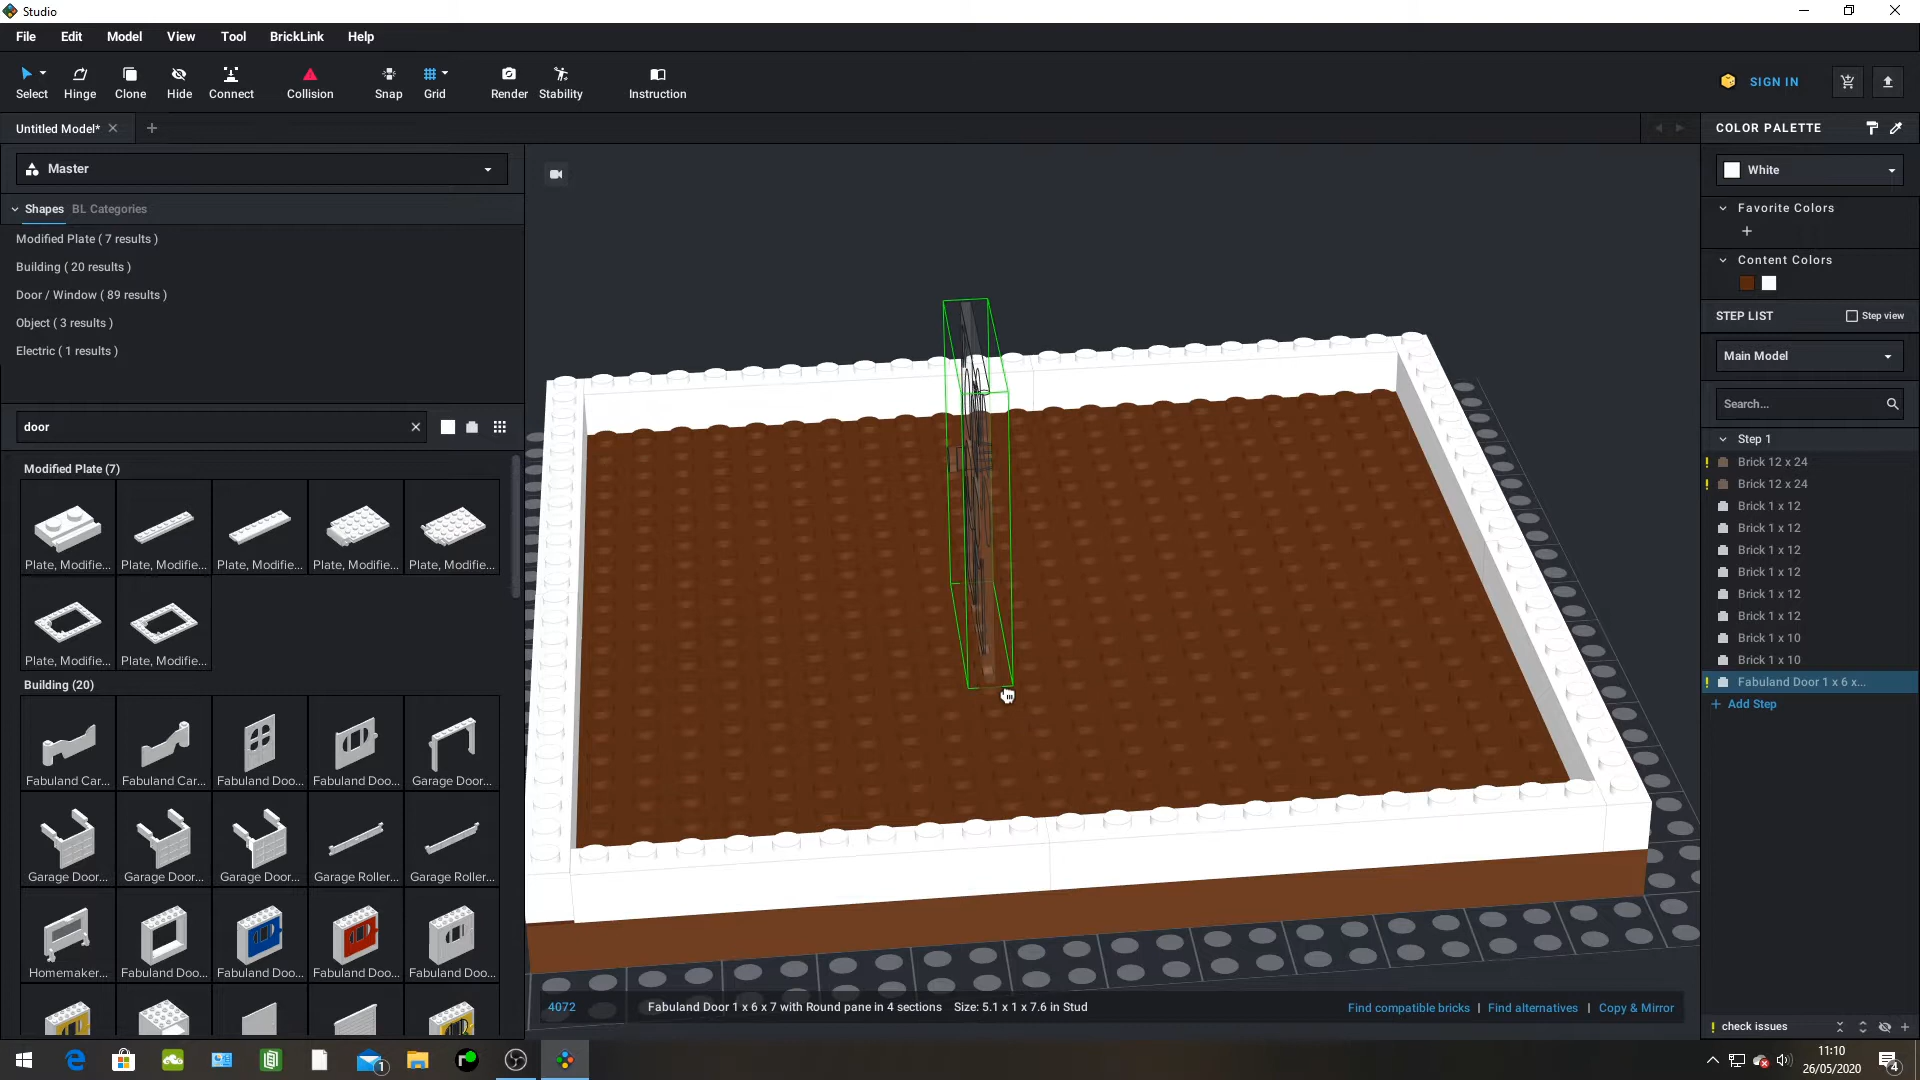 Studio
File Edit Model View Tool BrickLink Help
Select Hinge Clone Hide Connect Collision Snap Grid Render Stability Instruction SIGN IN
Untitled Model*
Master
Shapes BL Categories
Modified Plate ( 7 results )
Building ( 20 results )
Door / Window ( 89 results )
Object ( 3 results )
Electric ( 1 results )
door
Modified Plate (7)
Plate, Modifie... Plate, Modifie... Plate, Modifie... Plate, Modifie... Plate, Modifie...
Plate, Modifie... Plate, Modifie...
Building (20)
Fabuland Car... Fabuland Car... Fabuland Doo... Fabuland Doo... Garage Door...
Garage Door... Garage Door... Garage Door... Garage Roller... Garage Roller...
Homemaker... Fabuland Doo... Fabuland Doo... Fabuland Doo... Fabuland Doo...
4072 Fabuland Door 1 x 6 x 7 with Round pane in 4 sections Size: 5.1 x 1 x 7.6 in Stud
Find compatible bricks | Find alternatives | Copy & Mirror
COLOR PALETTE
White
Favorite Colors
Content Colors
STEP LIST Step view
Main Model
Search...
Step 1
Brick 12 x 24
Brick 12 x 24
Brick 1 x 12
Brick 1 x 12
Brick 1 x 12
Brick 1 x 12
Brick 1 x 12
Brick 1 x 12
Brick 1 x 10
Brick 1 x 10
Fabuland Door 1 x 6 x...
+ Add Step
! check issues
1
11:10
26/05/2020
4